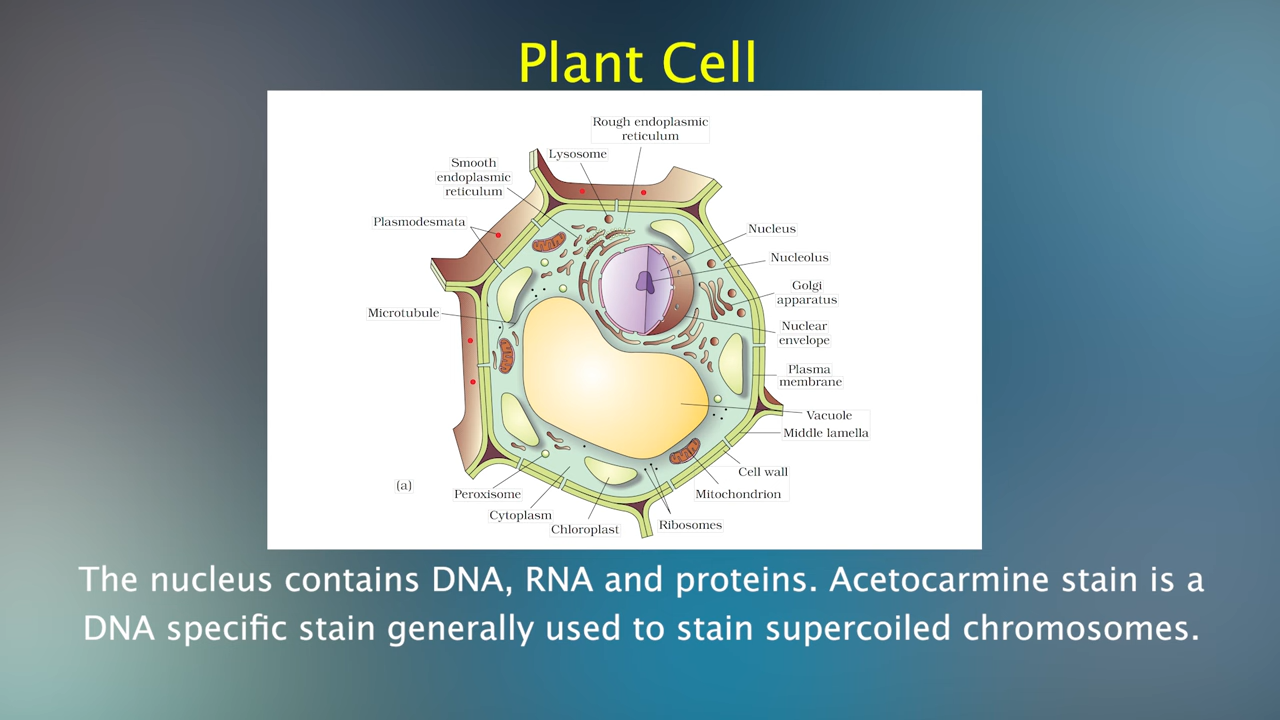 Plant Cell
Rough endoplasmic
reticulum
Lysosome
Smooth
endoplasmic
reticulum
Plasmodesmata
Nucleus
Nucleolus
Golgi
apparatus
Microtubule
Nuclear
envelope
Plasma
membrane
Vacuole
Middle lamella
Cell wall
(a)
Peroxisome
Mitochondrion
Cytoplasm
Chloroplast
Ribosomes
The nucleus contains DNA, RNA and proteins. Acetocarmine stain is a
DNA specific stain generally used to stain supercoiled chromosomes.